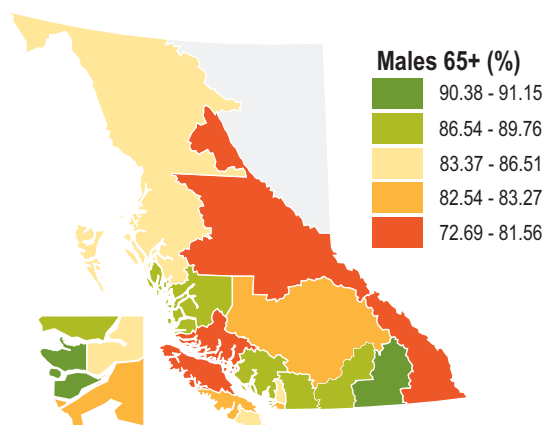 Males 65+ (%)
90.38 - 91.15
86.54 - 89.76
83.37 - 86.51
82.54 - 83.27
72.69 - 81.56